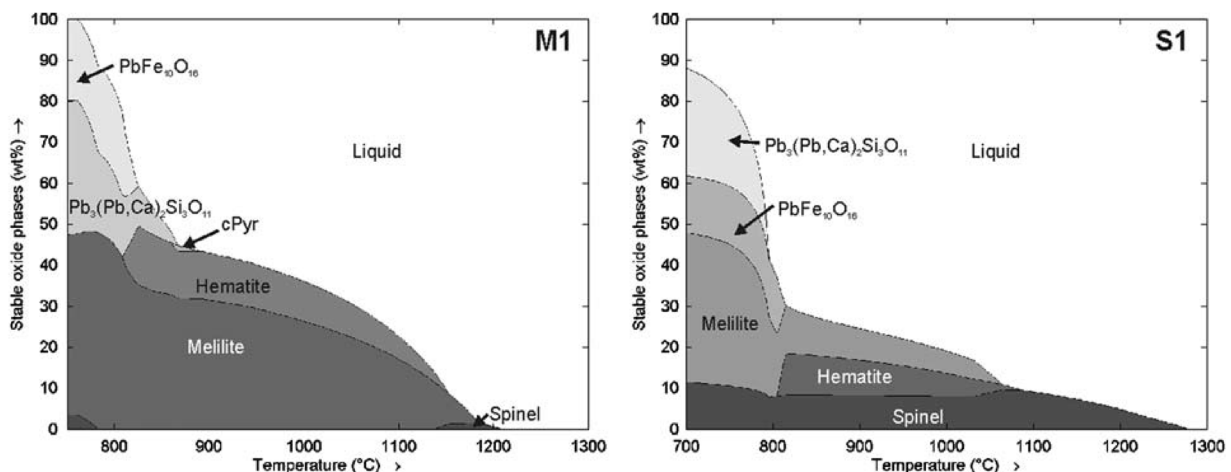 M1
Stable oxide phases (wt%) →
100
90
80
70
60
50
40
30
20
10
0
PbFe₁₀O₁₆
Liquid
Pb₃(Pb,Ca)₂Si₃O₁₁
cPyr
Hematite
Melilite
Spinel
800 900 1000 1100 1200 1300
Temperature (°C) >
S1
Stable oxide phases (wt%) →
100
90
80
70
60
50
40
30
20
10
0
Pb₃(Pb,Ca)₂Si₃O₁₁
Liquid
PbFe₁₀O₁₆
Melilite
Hematite
Spinel
700 800 900 1000 1100 1200 1300
Temperature (°C) >